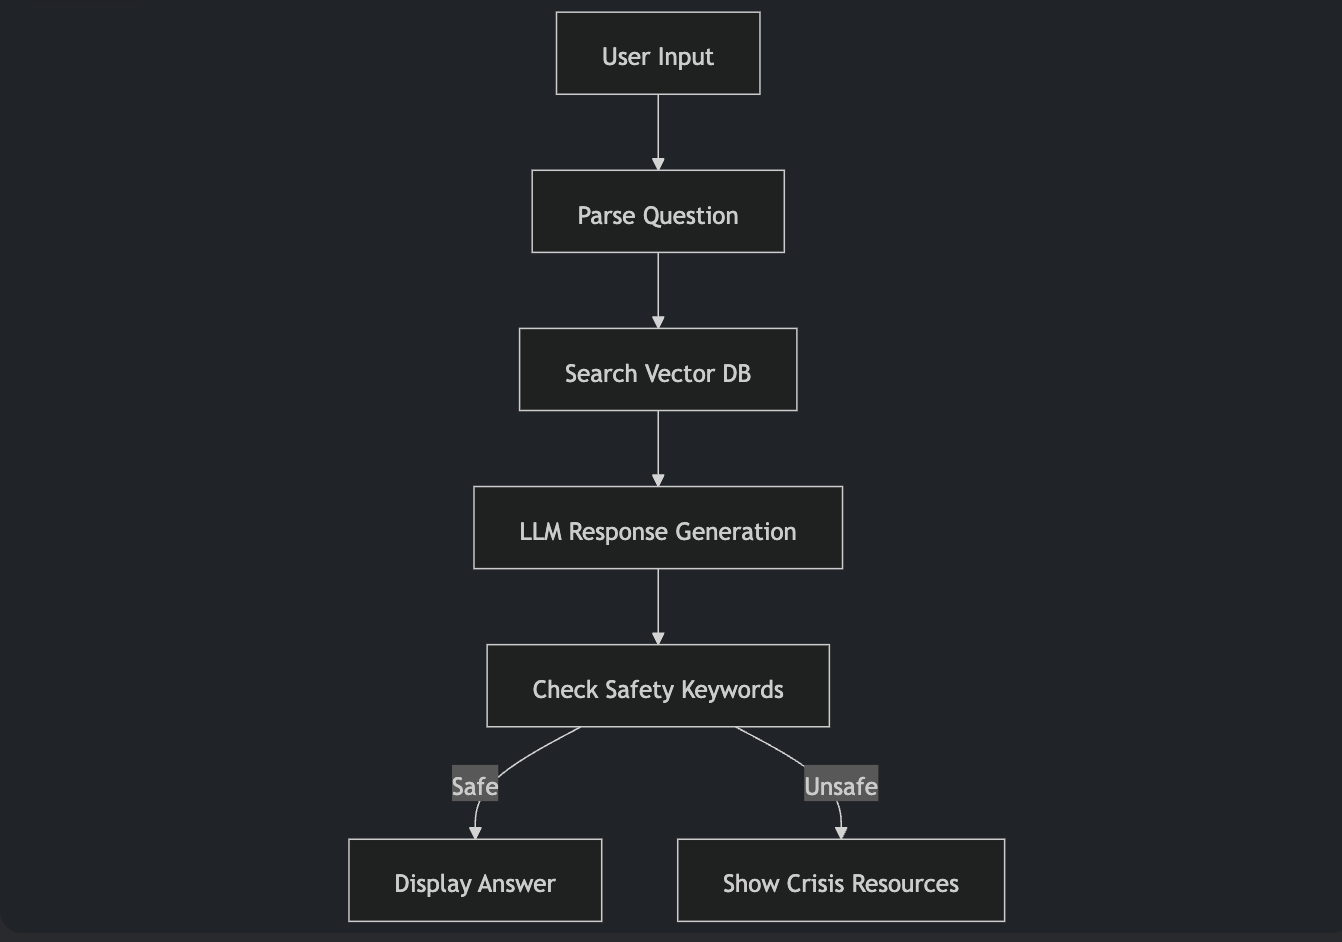 User Input
Parse Question
Search Vector DB
LLM Response Generation
Check Safety Keywords
Safe
Unsafe
Display Answer
Show Crisis Resources